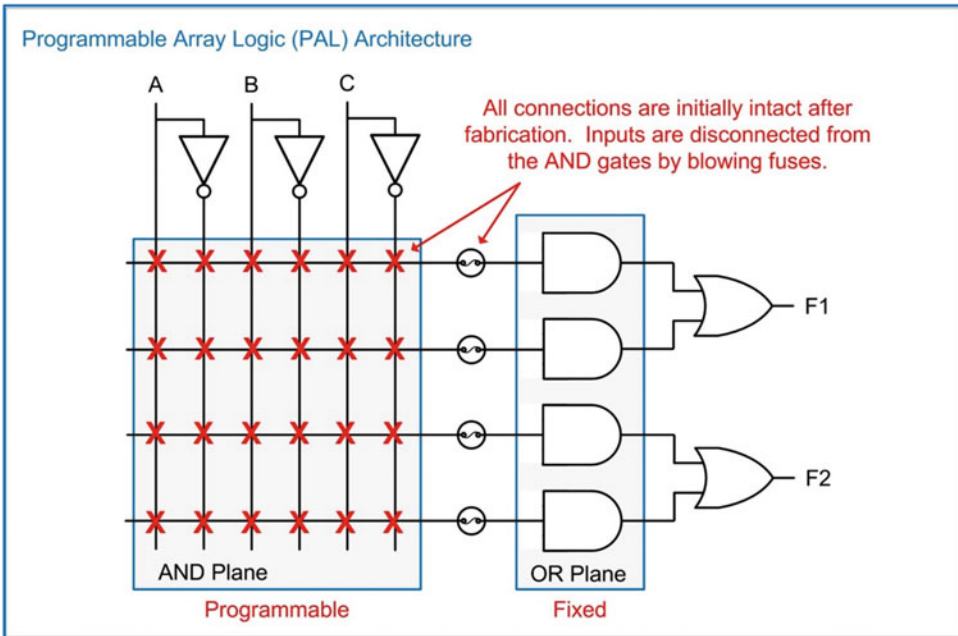 Programmable Array Logic (PAL) Architecture
A B C
All connections are initially intact after
fabrication. Inputs are disconnected from
the AND gates by blowing fuses.
X X X X X X
F1
X X X X X X
X X X X X X
F2
X X X X X X
AND Plane
OR Plane
Programmable
Fixed